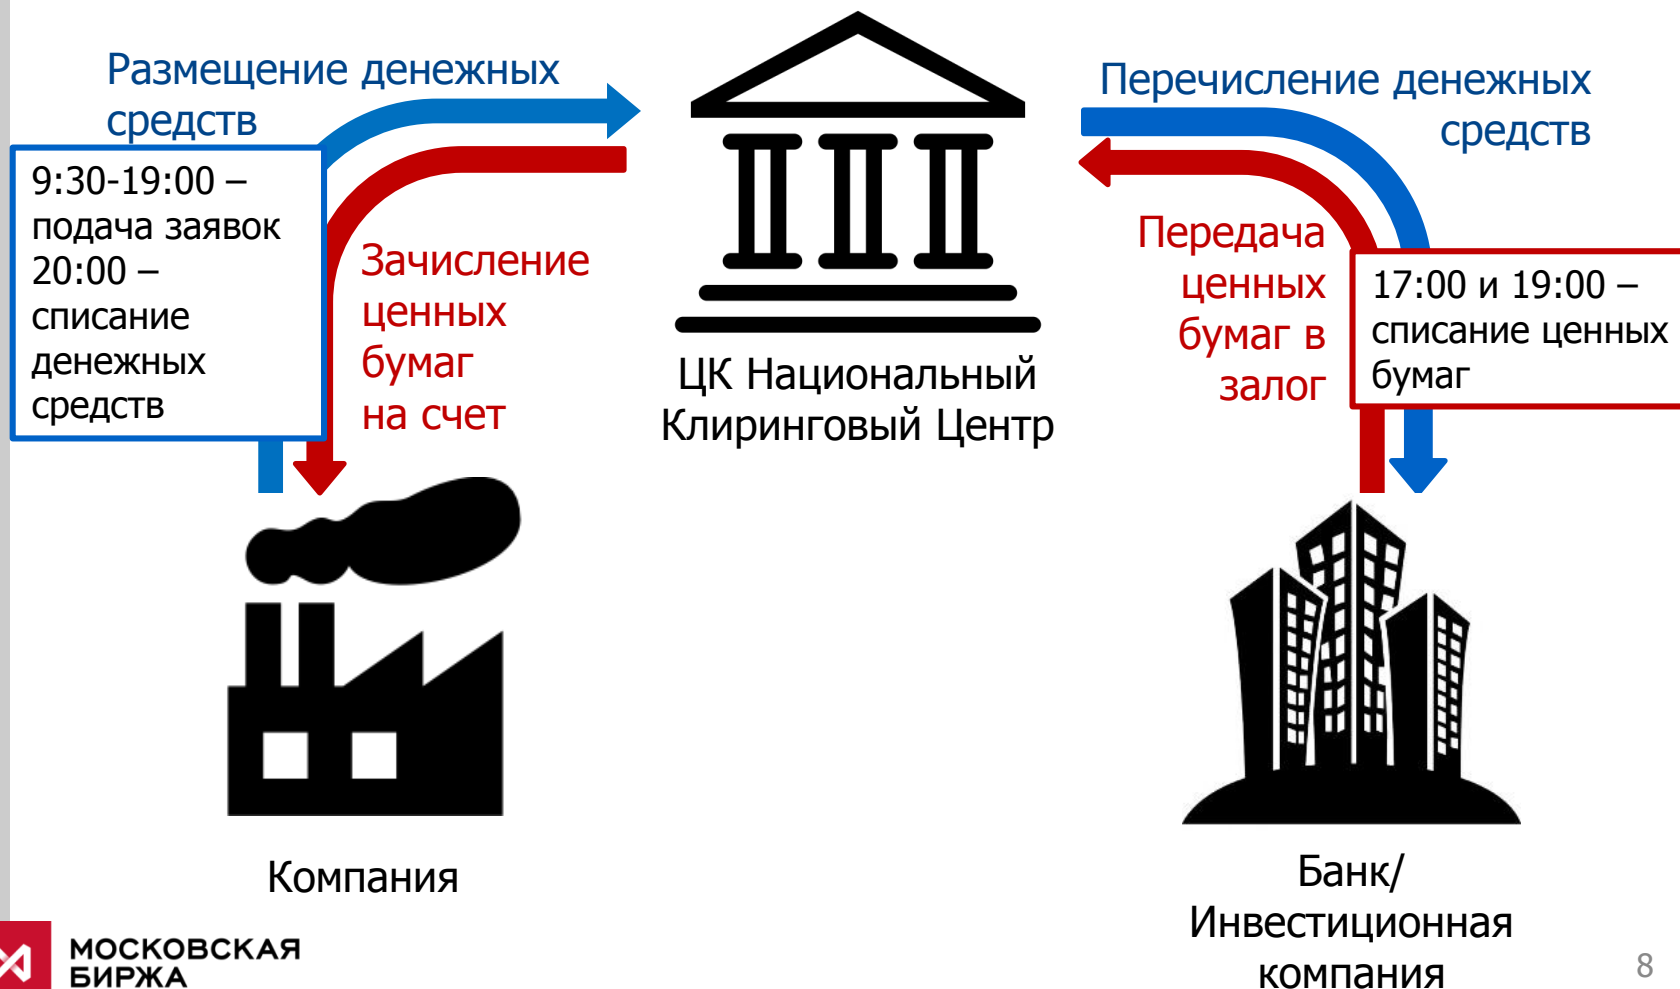 Размещение денежных
средств
9:30-19:00 –
подача заявок
20:00 –
списание
денежных
средств
Зачисление
ценных
бумаг
на счет
ЦК Национальный
Клиринговый Центр
Перечисление денежных
средств
Передача
ценных
бумаг в
залог
17:00 и 19:00 –
списание ценных
бумаг
Компания
Банк/
Инвестиционная
компания
МОСКОВСКАЯ
БИРЖА
8